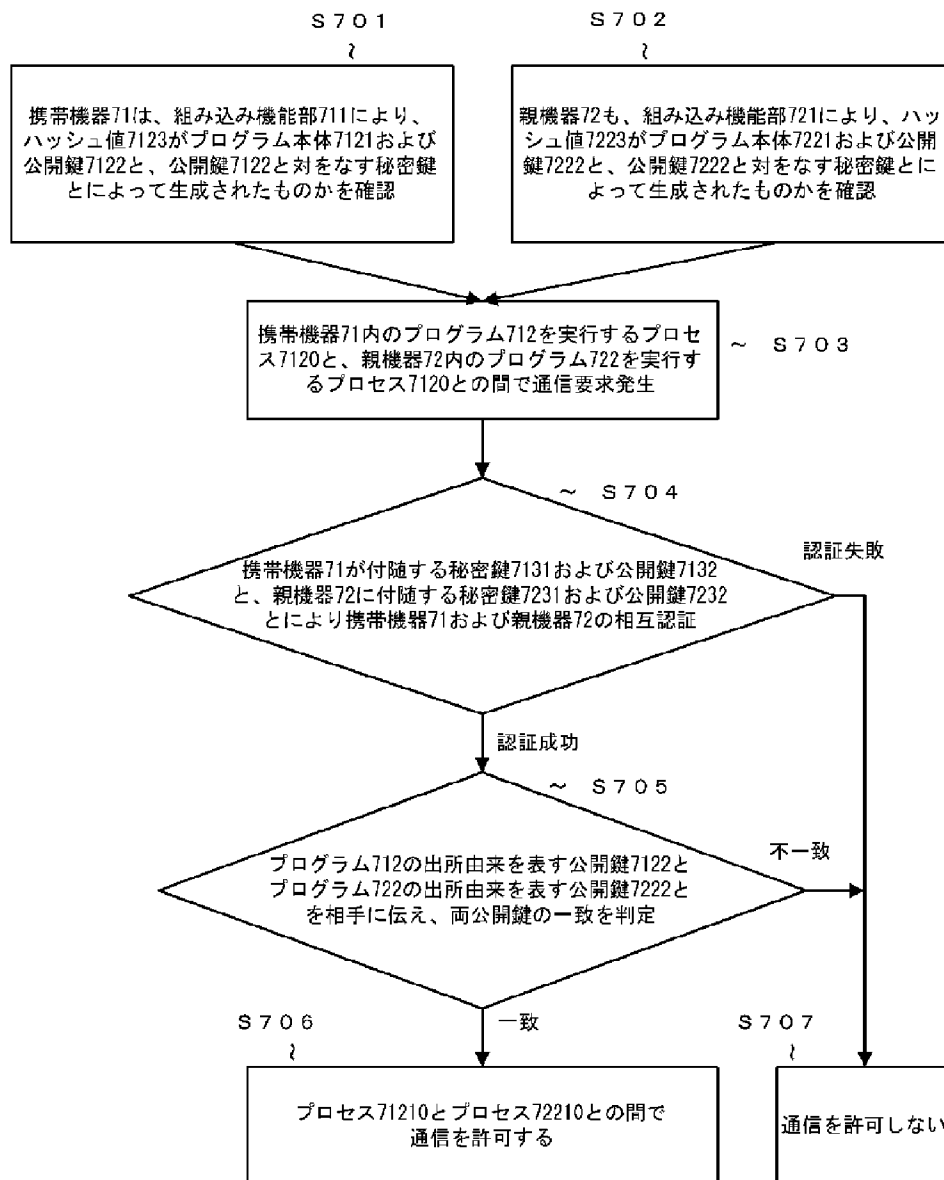 S701
携帯機器71は、組み込み機能部711により、
ハッシュ値7123がプログラム本体7121および
公開鍵7122と、公開鍵7122と対をなす秘密鍵
とによって生成されたものかを確認
S702
親機器72も、組み込み機能部721により、ハッ
シュ値7223がプログラム本体7221および公開
鍵7222と、公開鍵7222と対をなす秘密鍵とに
よって生成されたものかを確認
携帯機器71内のプログラム712を実行するプロセ
ス7120と、親機器72内のプログラム722を実行す
るプロセス7120との間で通信要求発生
~ S703
~ S704
携帯機器71が付随する秘密鍵7131および公開鍵7132
と、親機器72に付随する秘密鍵7231および公開鍵7232
とにより携帯機器71および親機器72の相互認証
認証失敗
認証成功
~ S705
プログラム712の出所由来を表す公開鍵7122と
プログラム722の出所由来を表す公開鍵7222と
を相手に伝え、両公開鍵の一致を判定
不一致
一致
S706
プロセス71210とプロセス72210との間で
通信を許可する
S707
通信を許可しない